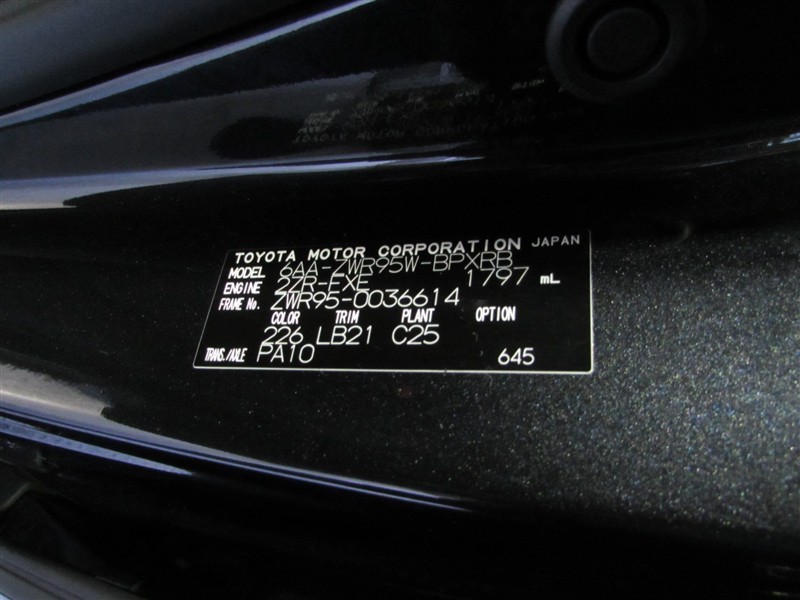 TOYOTA MOTOR CORPORATION JAPAN
MODEL 6AA-ZWR95W-BPXRB
ENGINE 2ZR-FXE 1797 mL
FRAME No. ZWR95-0036614
COLOR TRIM PLANT OPTION
226 LB21 C25
TRANS./AXLE PA10 645